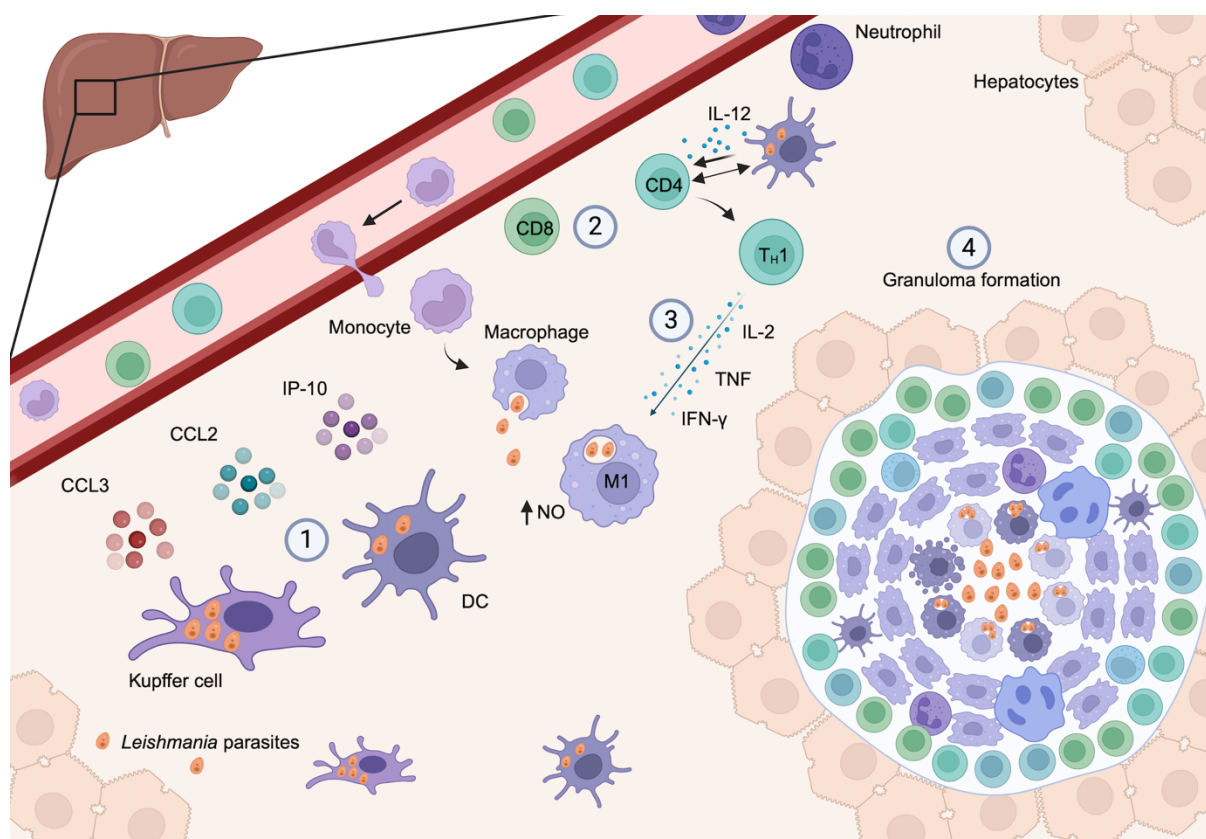 Neutrophil
Hepatocytes
IL-12
CD4
CD8
2
TH1
4
Granuloma formation
3
IL-2
TNF
IFN-γ
Monocyte
Macrophage
IP-10
CCL2
CCL3
M1
NO
1
DC
Kupffer cell
Leishmania parasites